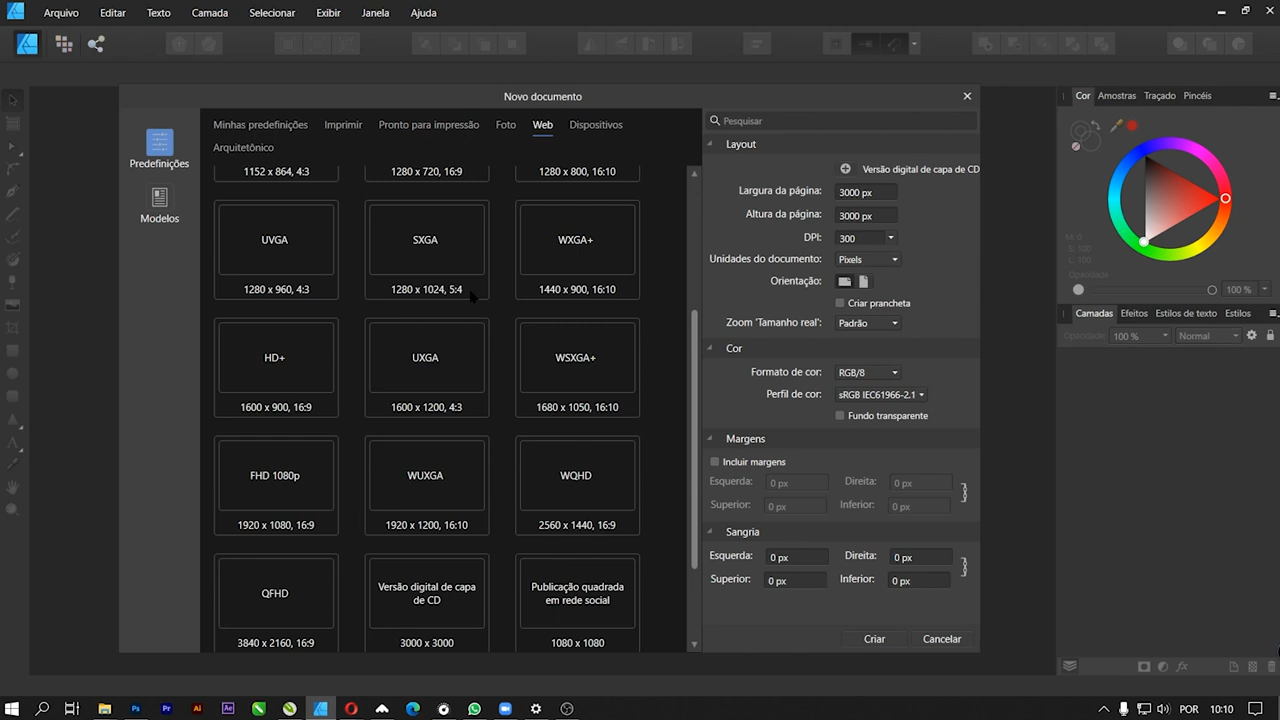 Arquivo Editar Texto Camada Selecionar Exibir Janela Ajuda
Novo documento
Predefinições
Modelos
Minhas predefinições Imprimir Pronto para impressão Foto Web Dispositivos
Arquitetônico
1152 x 864, 4:3 1280 x 720, 16:9 1280 x 800, 16:10
UVGA SXGA WXGA+
1280 x 960, 4:3 1280 x 1024, 5:4 1440 x 900, 16:10
HD+ UXGA WSXGA+
1600 x 900, 16:9 1600 x 1200, 4:3 1680 x 1050, 16:10
FHD 1080p WUXGA WQHD
1920 x 1080, 16:9 1920 x 1200, 16:10 2560 x 1440, 16:9
QFHD Versão digital de capa de CD Publicação quadrada em rede social
3840 x 2160, 16:9 3000 x 3000 1080 x 1080
Pesquisar
Layout
Versão digital de capa de CD
Largura da página: 3000 px
Altura da página: 3000 px
DPI: 300
Unidades do documento: Pixels
Orientação:
Criar prancheta
Zoom 'Tamanho real': Padrão
Cor
Formato de cor: RGB/8
Perfil de cor: sRGB IEC61966-2.1
Fundo transparente
Margens
Incluir margens
Esquerda: 0 px Direita: 0 px
Superior: 0 px Inferior: 0 px
Sangria
Esquerda: 0 px Direita: 0 px
Superior: 0 px Inferior: 0 px
Criar Cancelar
Cor Amostras Traçado Pincéis
M: 0
S: 100
L: 100
Opacidade
100 %
Camadas Efeitos Estilos de texto Estilos
Opacidade: 100 % Normal
fx
Ps Pr Ai Ae POR 10:10